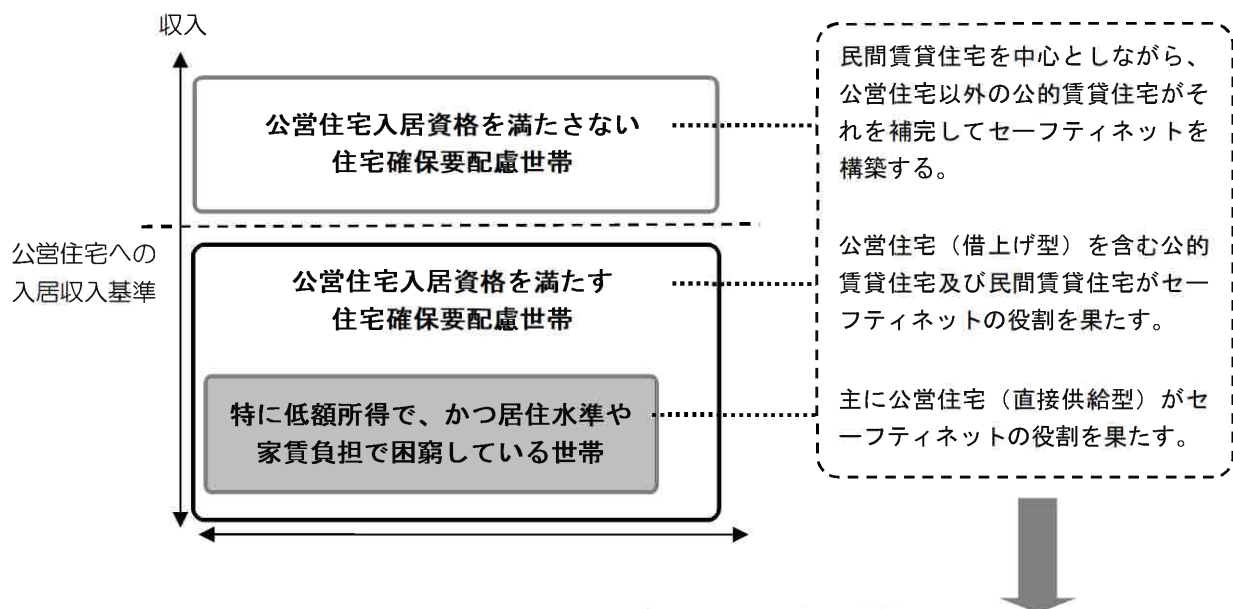 収入
公営住宅入居資格を満たさない
住宅確保要配慮世帯
公営住宅への
入居収入基準
公営住宅入居資格を満たす
住宅確保要配慮世帯
特に低額所得で、かつ居住水準や
家賃負担で困窮している世帯
民間賃貸住宅を中心としながら、
公営住宅以外の公的賃貸住宅がそ
れを補完してセーフティネットを
構築する。
公営住宅（借上げ型）を含む公的
賃貸住宅及び民間賃貸住宅がセー
フティネットの役割を果たす。
主に公営住宅（直接供給型）がセ
ーフティネットの役割を果たす。